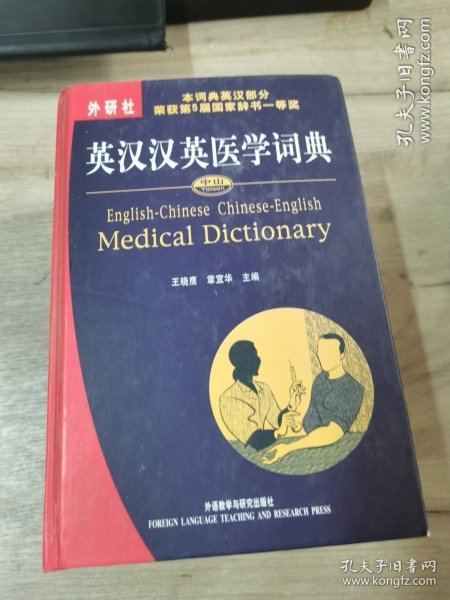 外研社
本词典英汉部分
荣获第5届国家辞书一等奖
英汉汉英医学词典
中山
Yatsen
English-Chinese Chinese-English
Medical Dictionary
王晓鹰 章宜华 主编
外语教学与研究出版社
FOREIGN LANGUAGE TEACHING AND RESEARCH PRESS
孔夫子旧书网
www.kongfz.com
孔夫子旧书网
www.kongfz.com